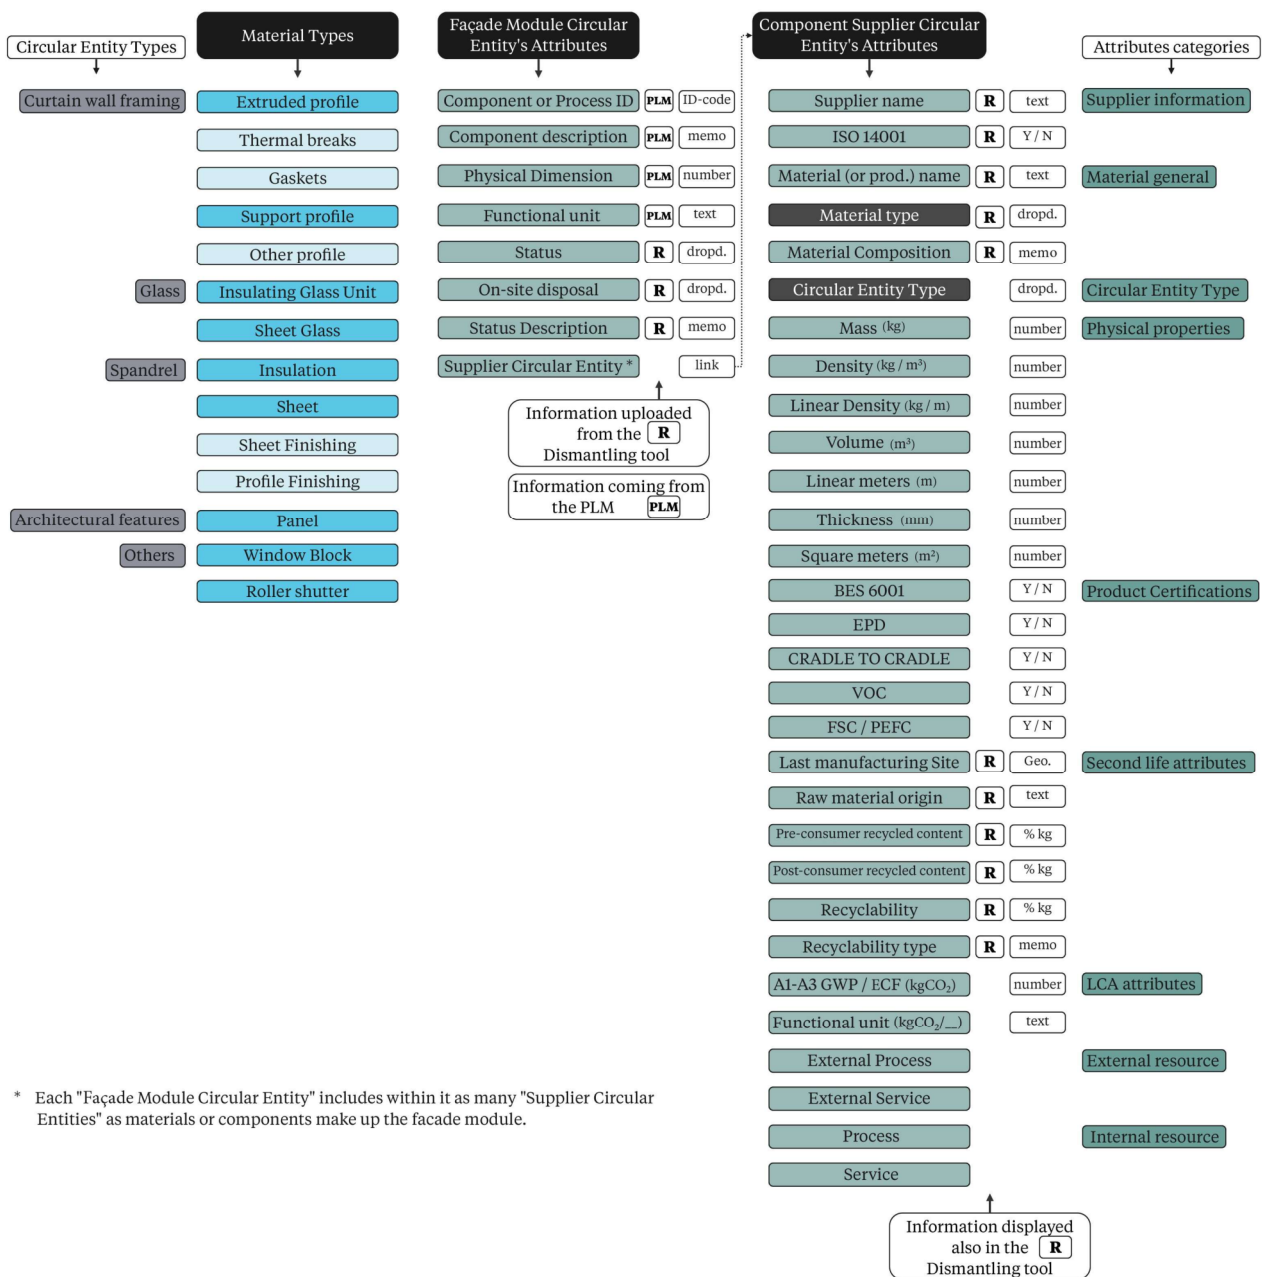 Circular Entity Types
Curtain wall framing
Glass
Spandrel
Architectural features
Others
Material Types
Extruded profile
Thermal breaks
Gaskets
Support profile
Other profile
Insulating Glass Unit
Sheet Glass
Insulation
Sheet
Sheet Finishing
Profile Finishing
Panel
Window Block
Roller shutter
Façade Module Circular
Entity's Attributes
Component or Process ID PLM ID-code
Component description PLM memo
Physical Dimension PLM number
Functional unit PLM text
Status R dropd.
On-site disposal R dropd.
Status Description R memo
Supplier Circular Entity * link
Information uploaded
from the R
Dismantling tool
Information coming from
the PLM PLM
Component Supplier Circular
Entity's Attributes
Attributes categories
Supplier name R text Supplier information
ISO 14001 R Y / N
Material (or prod.) name R text Material general
Material type R dropd.
Material Composition R memo
Circular Entity Type dropd. Circular Entity Type
Mass (kg) number Physical properties
Density (kg / m³) number
Linear Density (kg / m) number
Volume (m³) number
Linear meters (m) number
Thickness (mm) number
Square meters (m²) number
BES 6001 Y / N Product Certifications
EPD Y / N
CRADLE TO CRADLE Y / N
VOC Y / N
FSC / PEFC Y / N
Last manufacturing Site R Geo. Second life attributes
Raw material origin R text
Pre-consumer recycled content R % kg
Post-consumer recycled content R % kg
Recyclability R % kg
Recyclability type R memo
A1-A3 GWP / ECF (kgCO₂) number LCA attributes
Functional unit (kgCO₂/__) text
External Process External resource
External Service
Process Internal resource
Service
Information displayed
also in the R
Dismantling tool
* Each "Façade Module Circular Entity" includes within it as many "Supplier Circular
Entities" as materials or components make up the facade module.